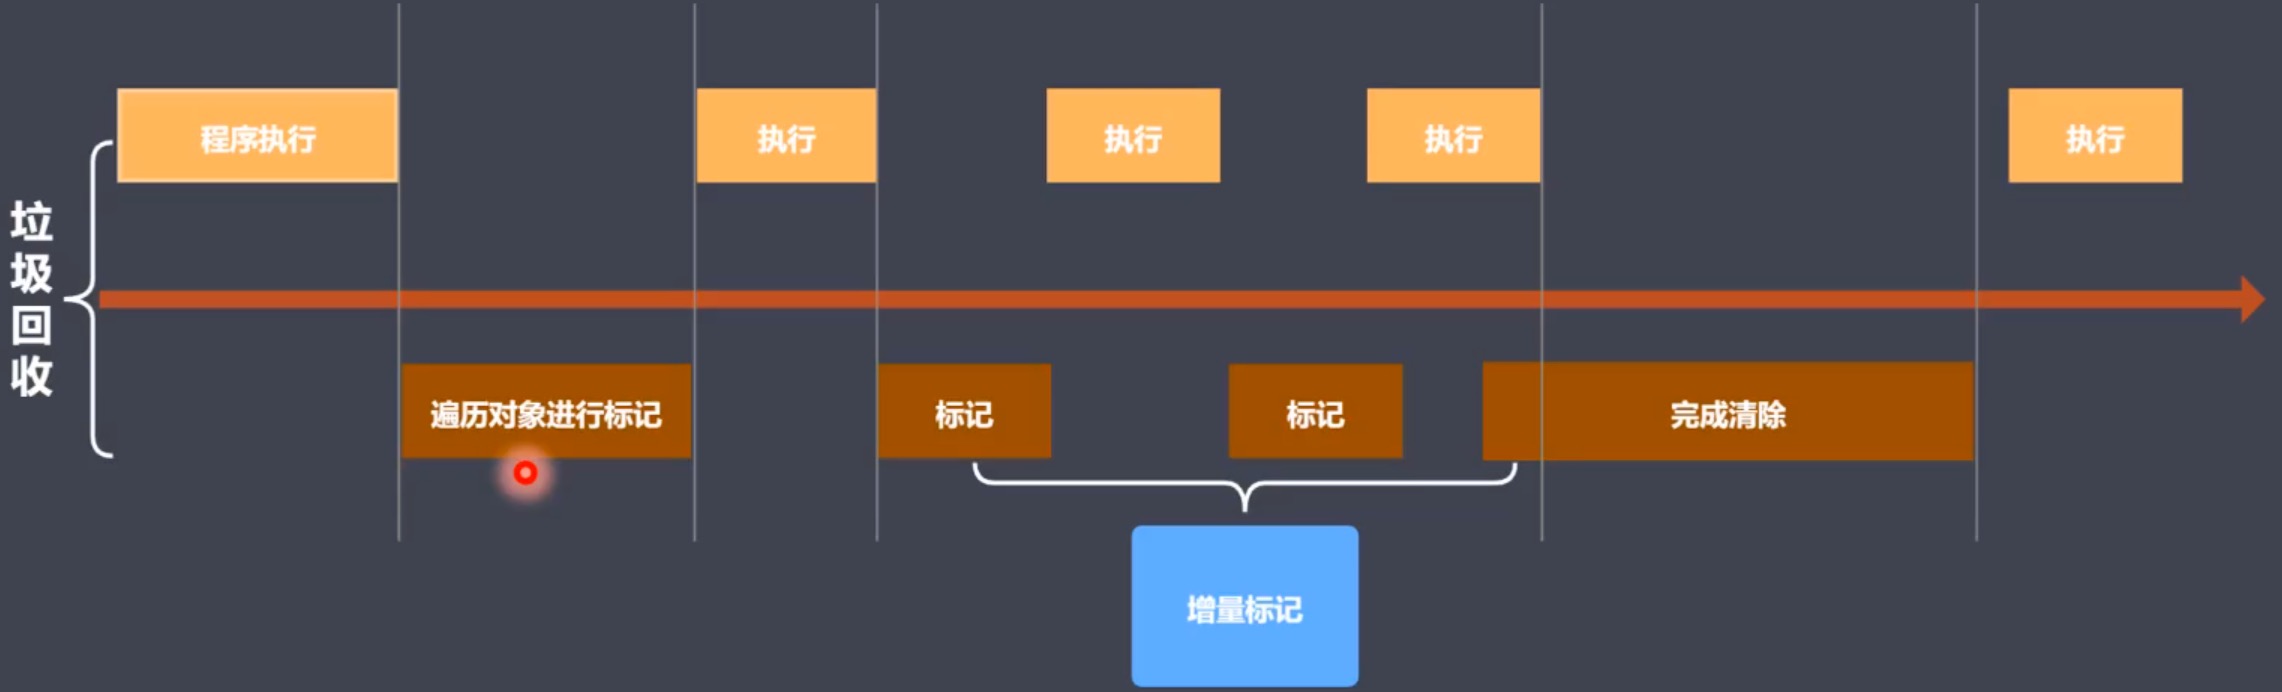 垃圾回收
程序执行
执行
执行
执行
执行
遍历对象进行标记
标记
标记
完成清除
增量标记